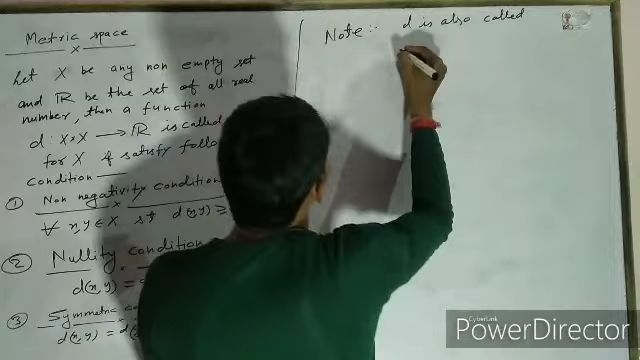 Metric space
Let X be any non empty set
and ℝ be the set of all real
number, then a function
d : X×X → ℝ is called
for X if satisfy follo
condition —
① Non negativity condition
∀ x,y ∈ X st d(x,y) ≥
② Nullity condition
d(x,y) =
③ Symmetric co
d(x,y) = d(
Note :- d is also called
CyberLink
PowerDirector